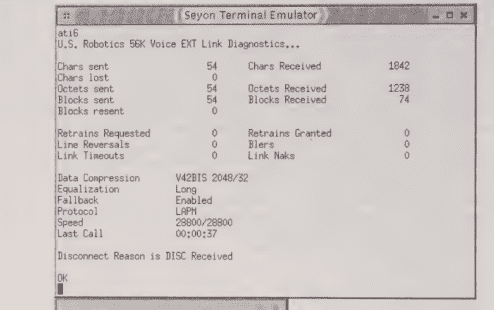 Seyon Terminal Emulator
ati6
U.S. Robotics 56K Voice EXT Link Diagnostics...
Chars sent 54 Chars Received 1842
Chars lost 0
Octets sent 54 Octets Received 1238
Blocks sent 54 Blocks Received 74
Blocks resent 0
Retrains Requested 0 Retrains Granted 0
Line Reversals 0 Blers 0
Link Timeouts 0 Link Naks 0
Data Compression V42BIS 2048/32
Equalization Long
Fallback Enabled
Protocol LAPM
Speed 28800/28800
Last Call 00:00:37
Disconnect Reason is DISC Received
OK